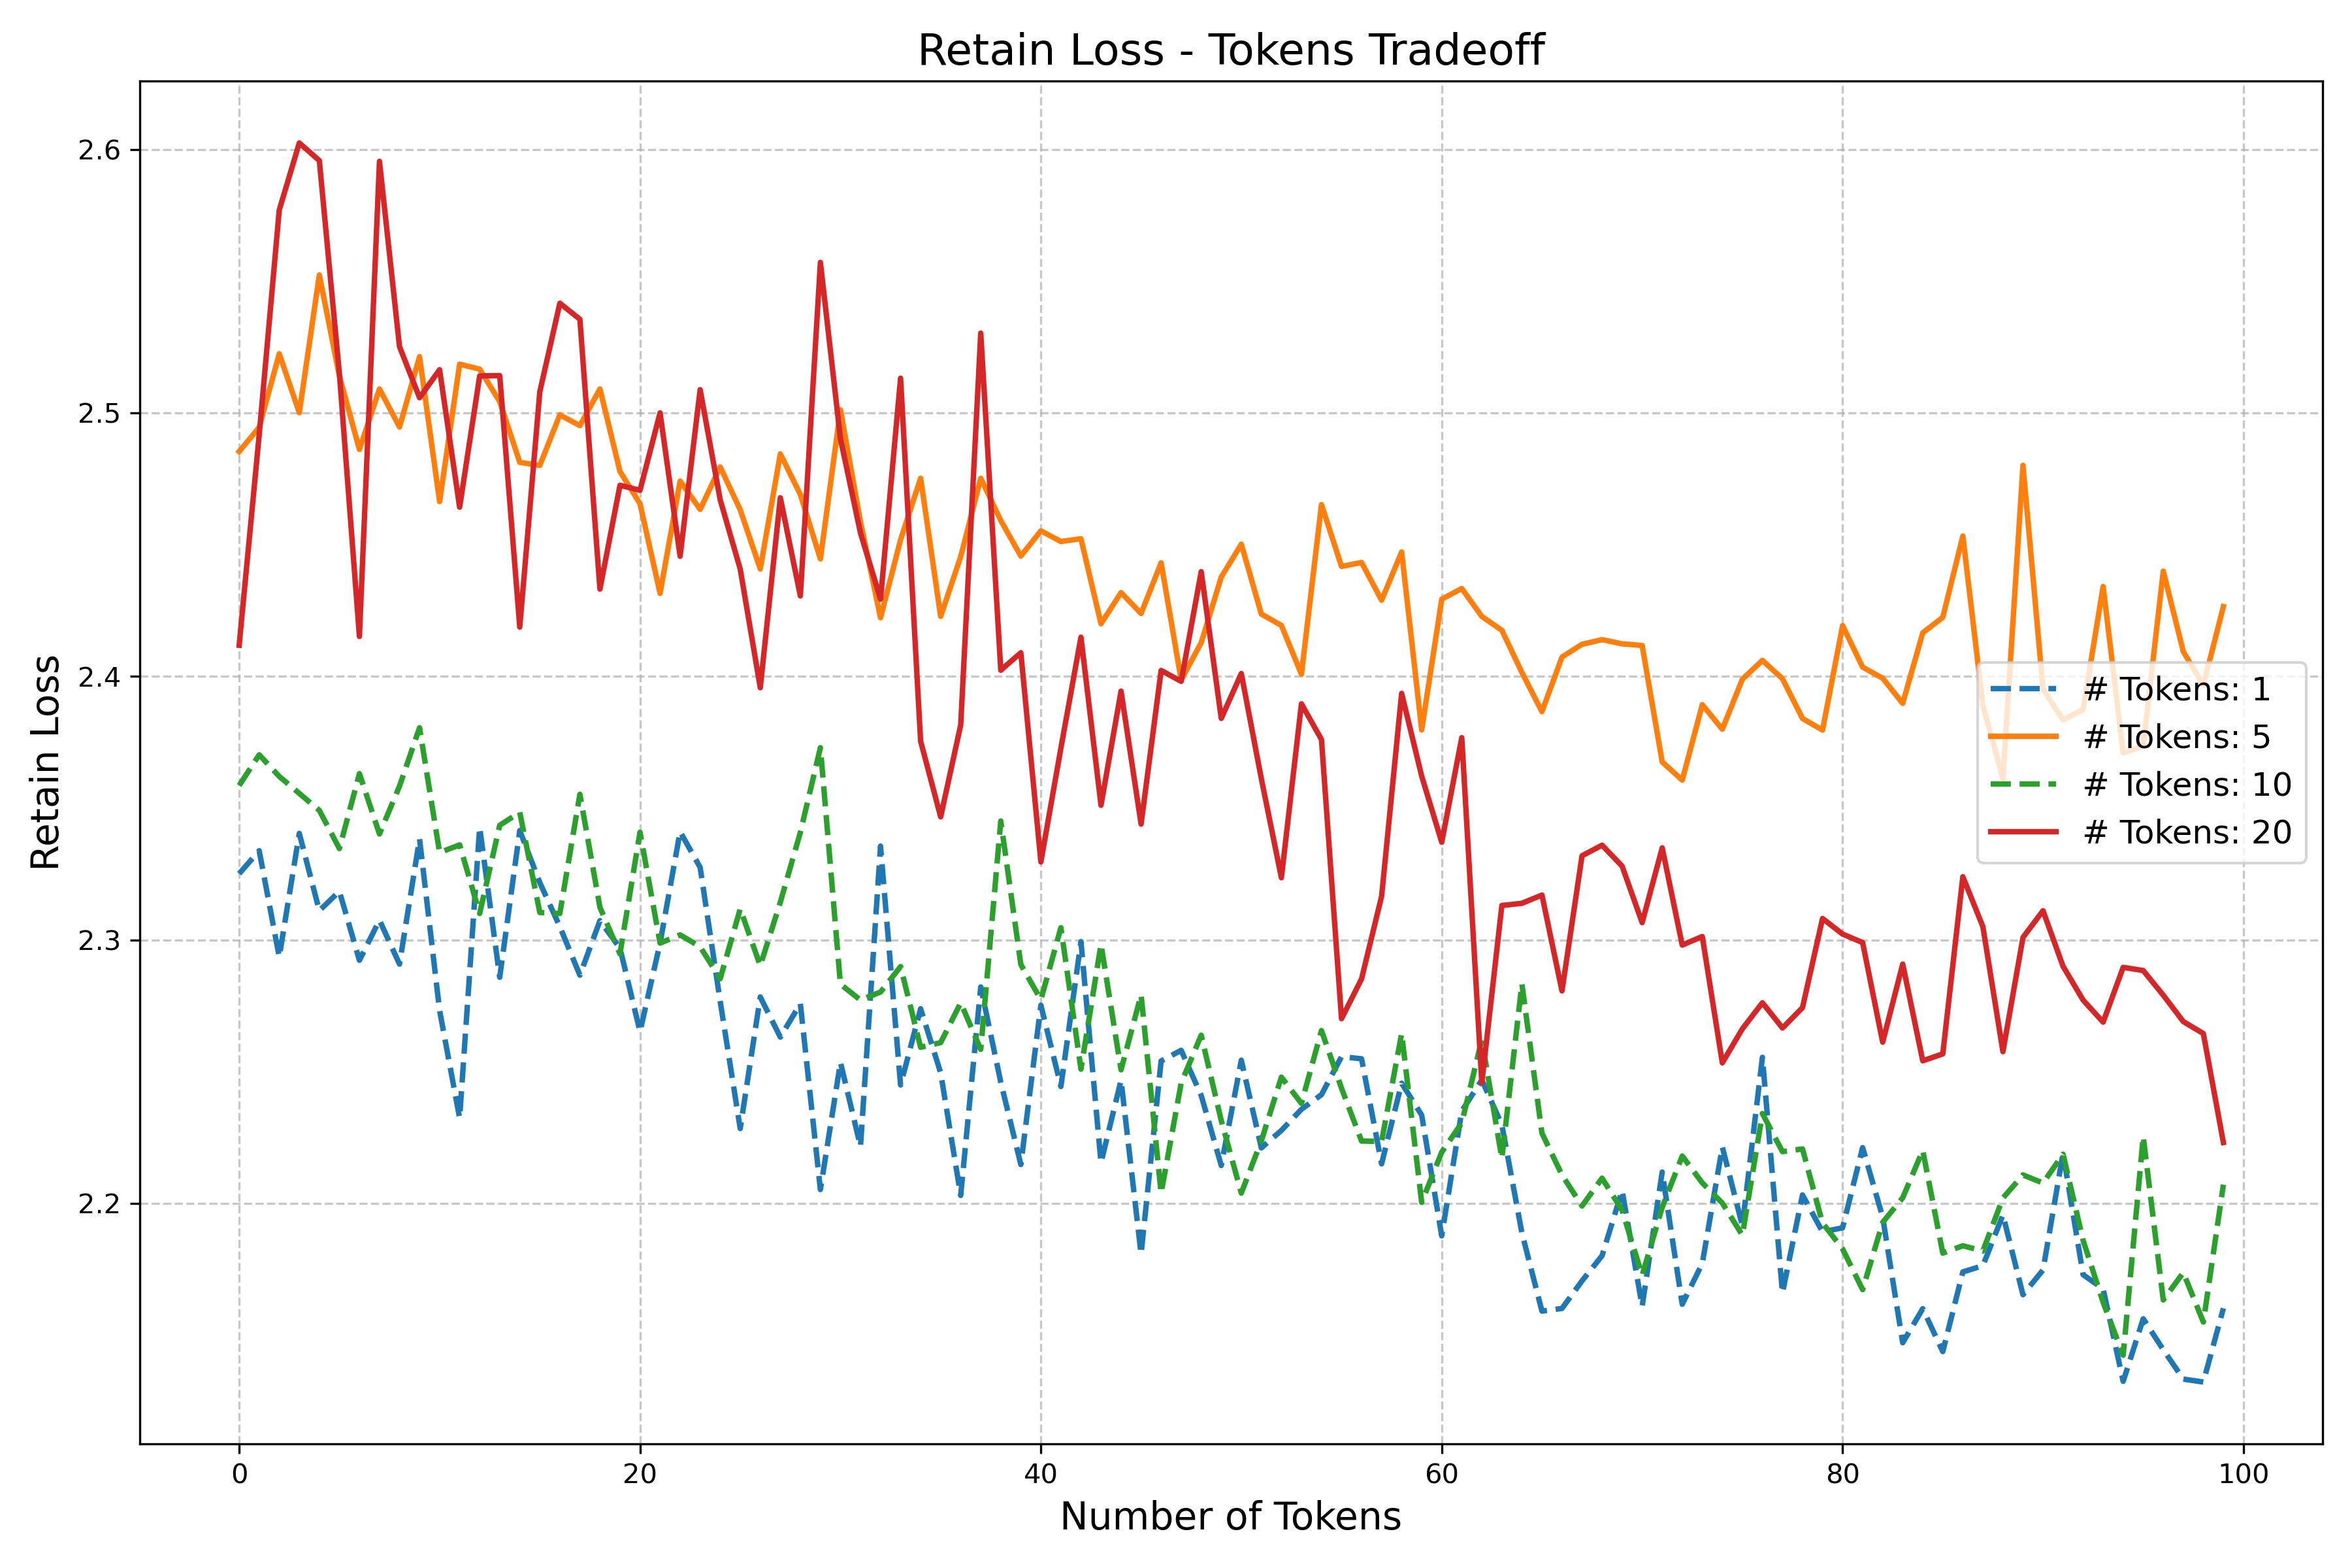 Retain Loss - Tokens Tradeoff
Retain Loss
2.6
2.5
2.4
2.3
2.2
# Tokens: 1
# Tokens: 5
# Tokens: 10
# Tokens: 20
0
20
40
60
80
100
Number of Tokens